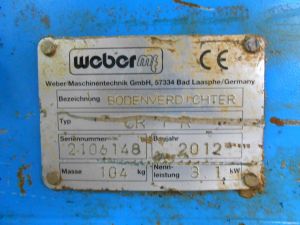 weber mt
CE
Weber Maschinentechnik GmbH, 57334 Bad Laasphe/Germany
Bezeichnung BODENVERDICHTER
Typ CR
Seriennummer Baujahr
2106148 2012
Masse 104 kg Nenn-leistung 3 1 kW